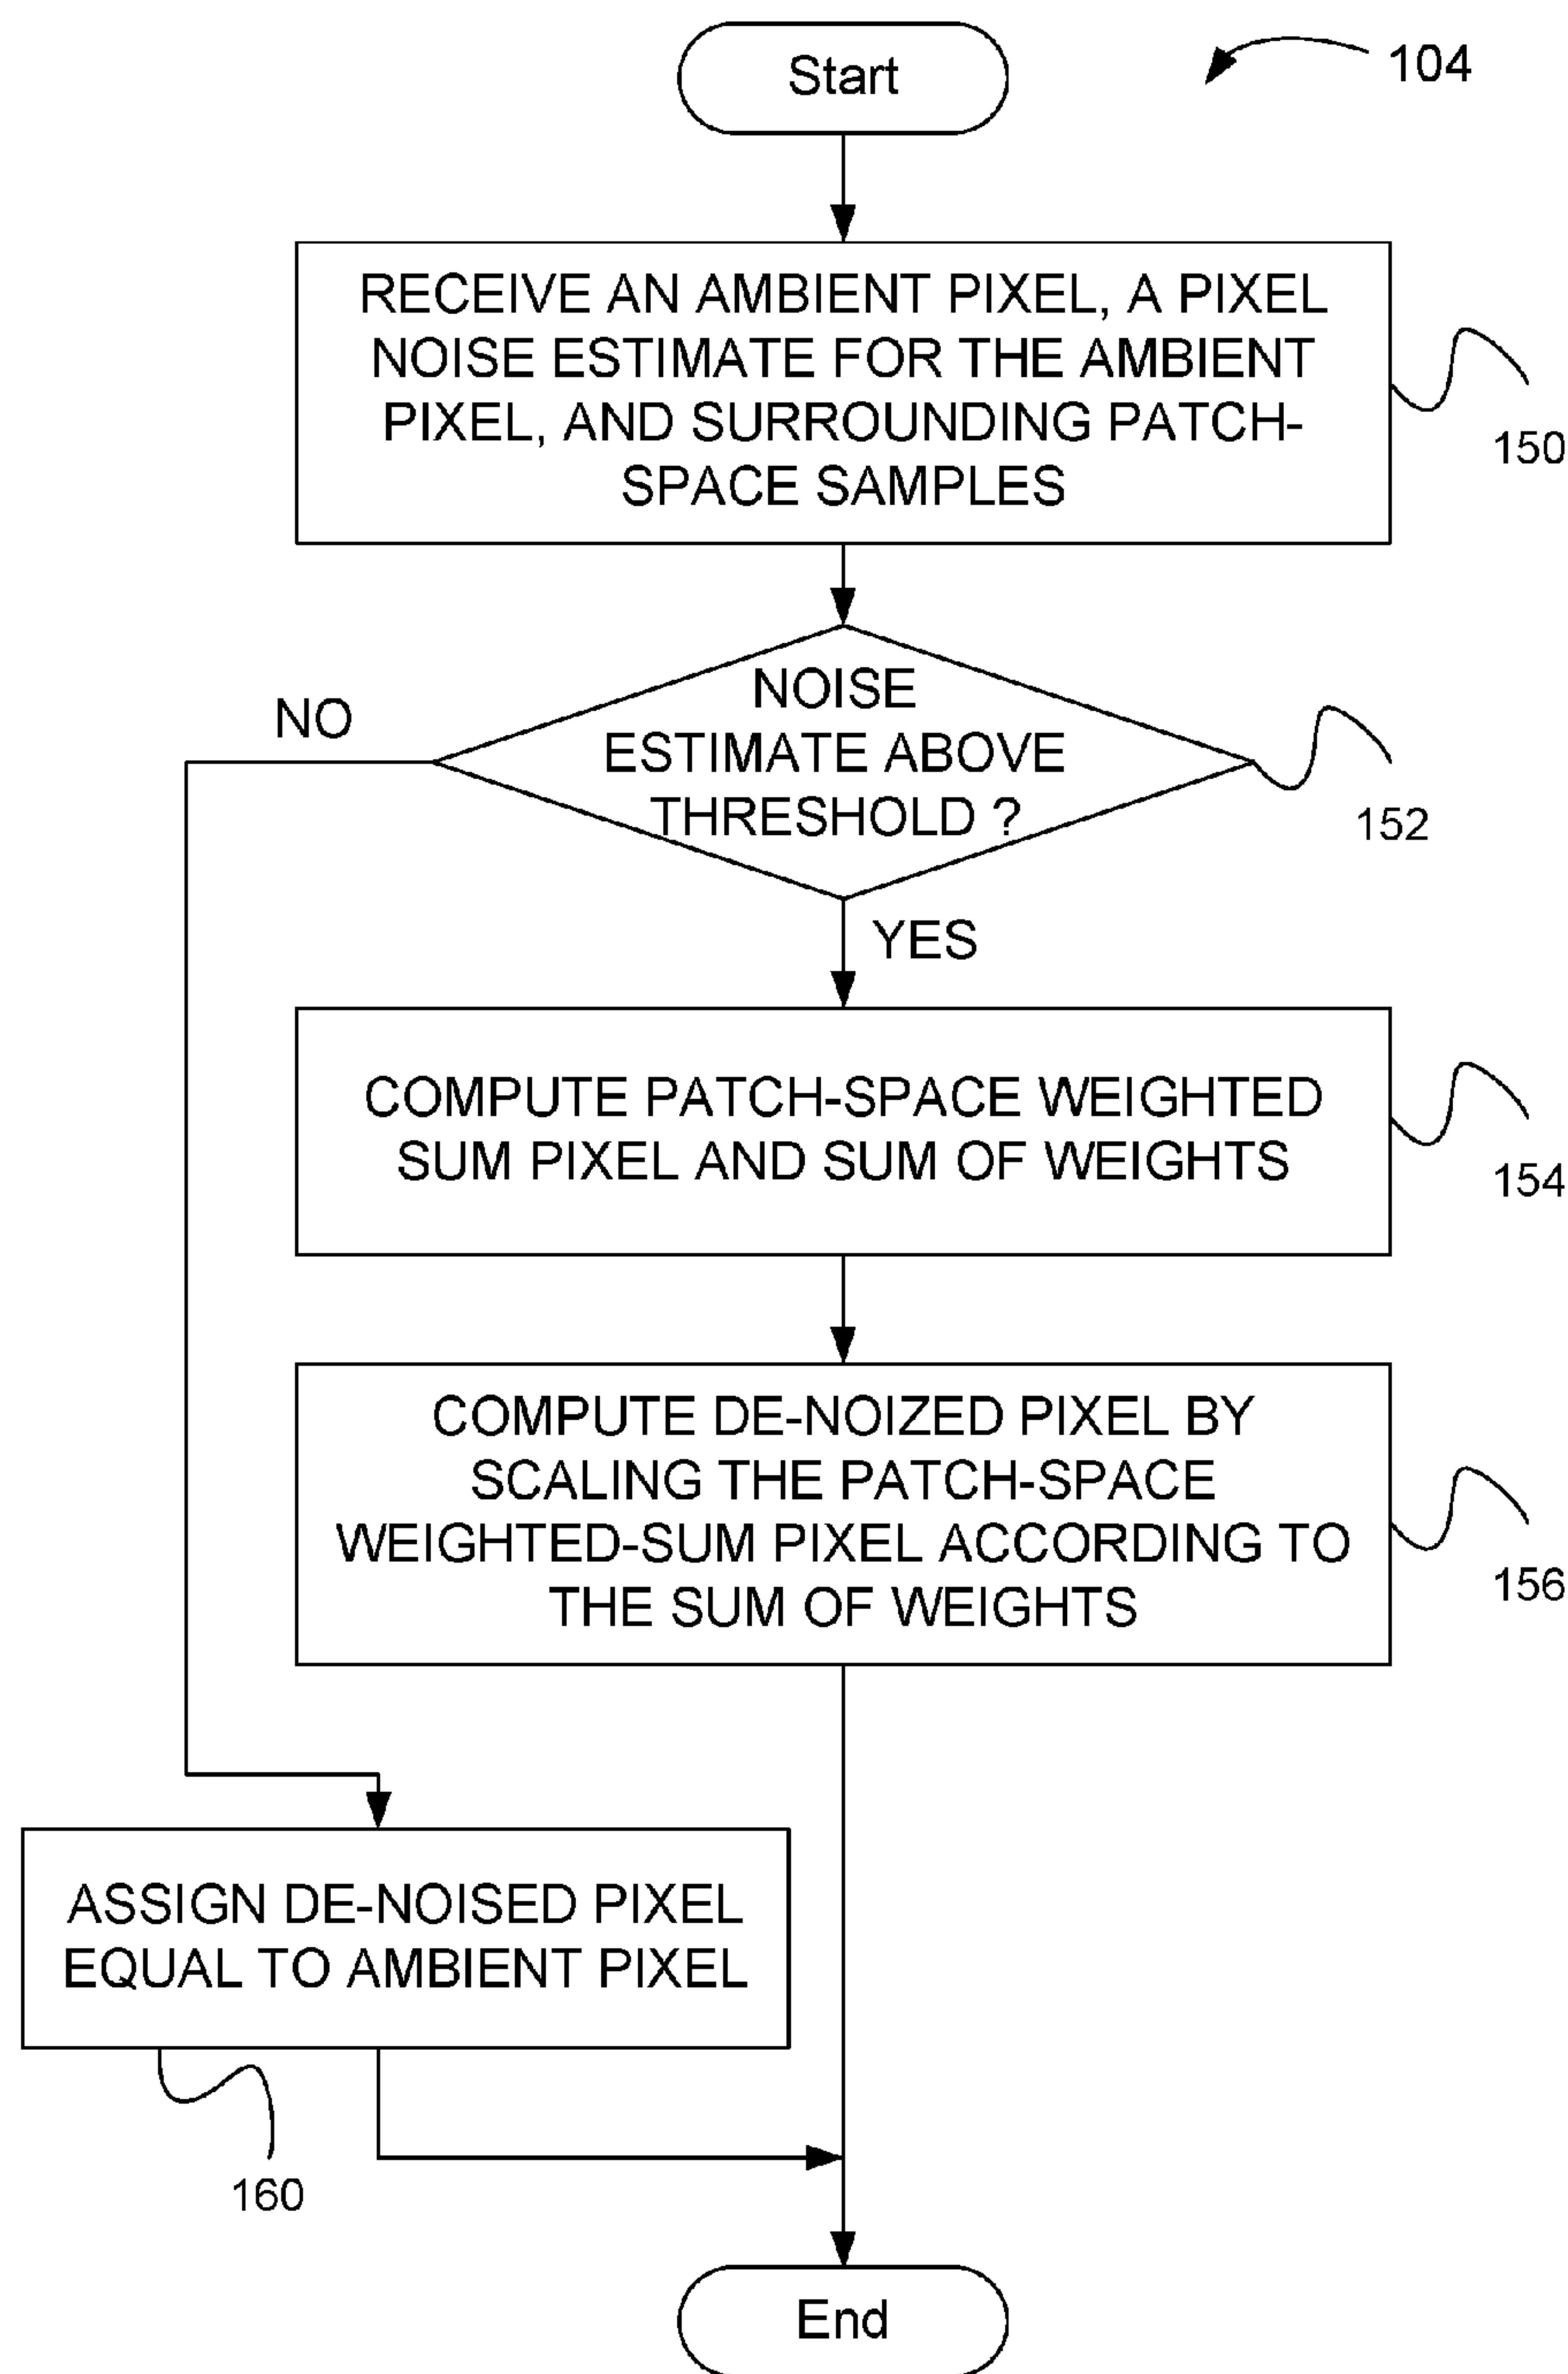 Start
104
RECEIVE AN AMBIENT PIXEL, A PIXEL
NOISE ESTIMATE FOR THE AMBIENT
PIXEL, AND SURROUNDING PATCH-
SPACE SAMPLES
150
NOISE
ESTIMATE ABOVE
THRESHOLD ?
NO
152
YES
COMPUTE PATCH-SPACE WEIGHTED
SUM PIXEL AND SUM OF WEIGHTS
154
COMPUTE DE-NOIZED PIXEL BY
SCALING THE PATCH-SPACE
WEIGHTED-SUM PIXEL ACCORDING TO
THE SUM OF WEIGHTS
156
ASSIGN DE-NOISED PIXEL
EQUAL TO AMBIENT PIXEL
160
End